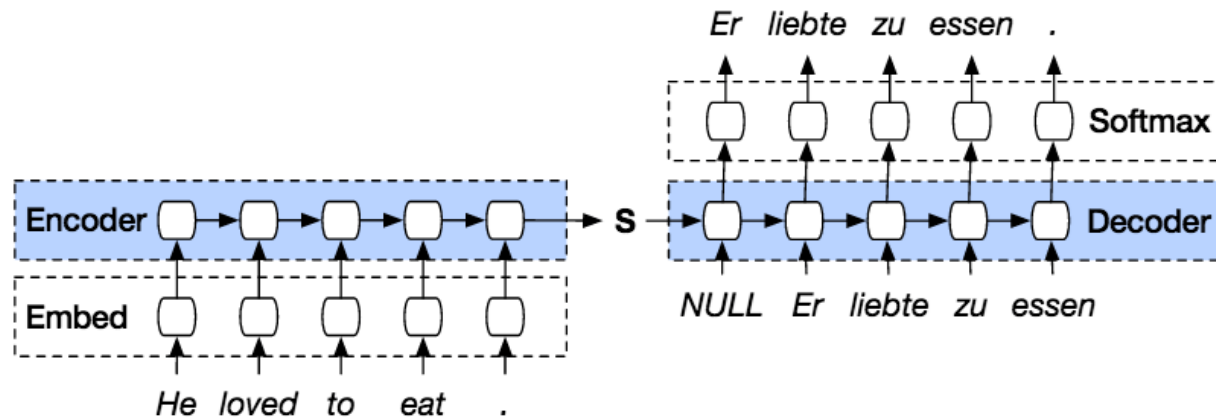 Er liebte zu essen .
Softmax
Encoder S Decoder
NULL Er liebte zu essen
Embed
He loved to eat .